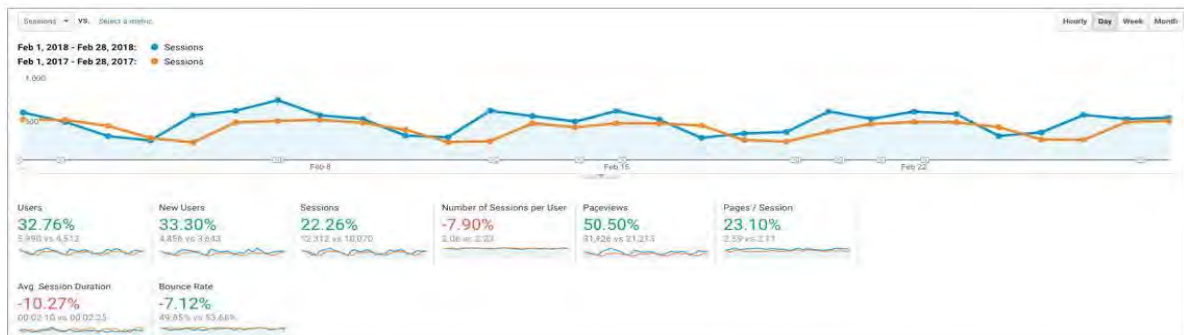 Sessions VS. Select a metric Hourly Day Week Month
Feb 1, 2018 - Feb 28, 2018: Sessions
Feb 1, 2017 - Feb 28, 2017: Sessions
1,000
500
Feb 8 Feb 15 Feb 22
Users New Users Sessions Number of Sessions per User Pageviews Pages / Session
32.76% 33.30% 22.26% -7.90% 50.50% 23.10%
5,990 vs 4,512 4,856 vs 3,643 12,312 vs 10,070 2.06 vs 2.23 31,926 vs 21,213 2.59 vs 2.11
Avg. Session Duration Bounce Rate
-10.27% -7.12%
00:02:10 vs 00:02:25 49.85% vs